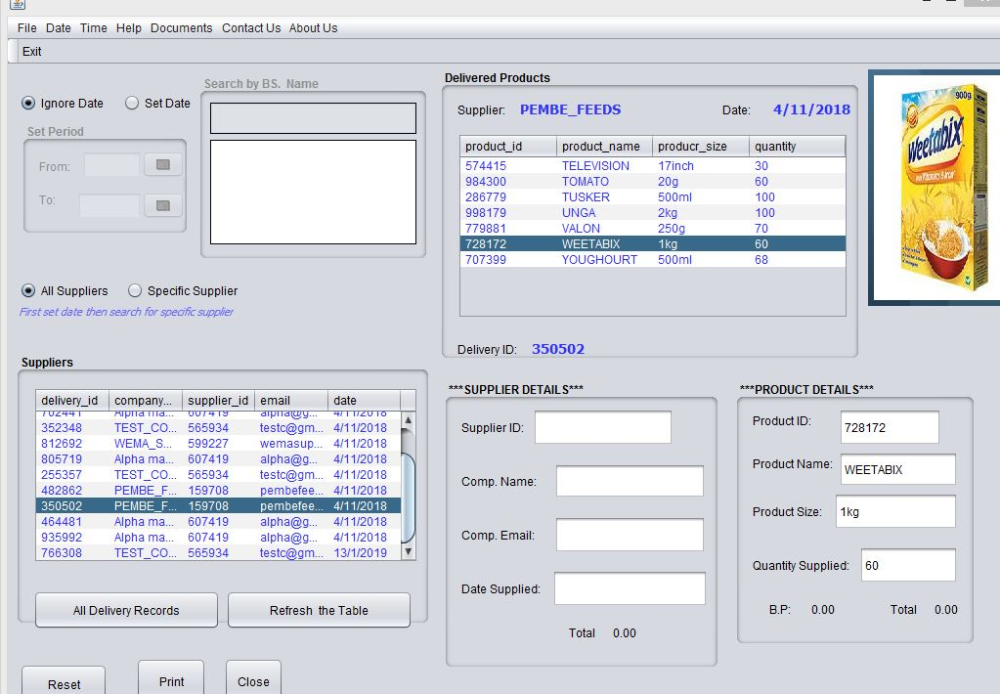 File Date Time Help Documents Contact Us About Us
Exit
Ignore Date Set Date
Set Period
From:
To:
Search by BS. Name
All Suppliers Specific Supplier
First set date then search for specific supplier
Delivered Products
Supplier: PEMBE_FEEDS Date: 4/11/2018
product_id product_name producr_size quantity
574415 TELEVISION 17inch 30
984300 TOMATO 20g 60
286779 TUSKER 500ml 100
998179 UNGA 2kg 100
779881 VALON 250g 70
728172 WEETABIX 1kg 60
707399 YOUGHOURT 500ml 68
Delivery ID: 350502
900g
Weetabix
Suppliers
delivery_id company... supplier_id email date
702441 Alpha ma... 607419 alpha@g... 4/11/2018
352348 TEST_CO... 565934 testc@gm... 4/11/2018
812692 WEMA_S... 599227 wemasup... 4/11/2018
805719 Alpha ma... 607419 alpha@g... 4/11/2018
255357 TEST_CO... 565934 testc@gm... 4/11/2018
482862 PEMBE_F... 159708 pembefee... 4/11/2018
350502 PEMBE_F... 159708 pembefee... 4/11/2018
464481 Alpha ma... 607419 alpha@g... 4/11/2018
935992 Alpha ma... 607419 alpha@g... 4/11/2018
766308 TEST_CO... 565934 testc@gm... 13/1/2019
All Delivery Records Refresh the Table
Reset Print Close
***SUPPLIER DETAILS***
Supplier ID:
Comp. Name:
Comp. Email:
Date Supplied:
Total 0.00
***PRODUCT DETAILS***
Product ID: 728172
Product Name: WEETABIX
Product Size: 1kg
Quantity Supplied: 60
B.P: 0.00 Total 0.00